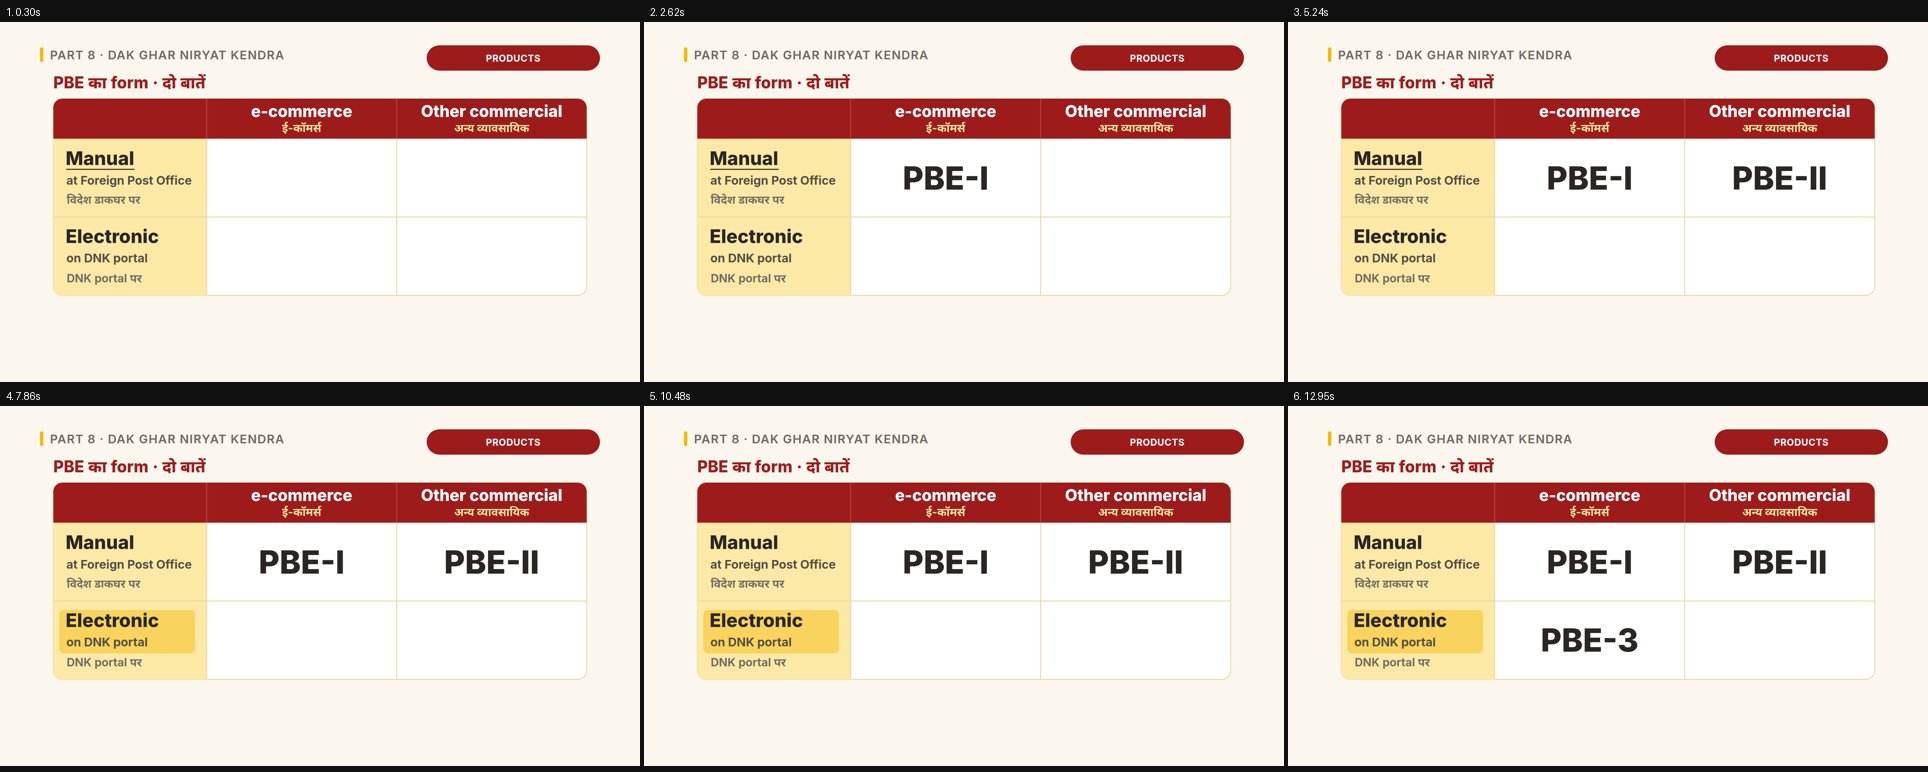 1. 0.30s
PART 8 · DAK GHAR NIRYAT KENDRA
PRODUCTS
PBE का form · दो बातें
e-commerce
ई-कॉमर्स
Other commercial
अन्य व्यावसायिक
Manual
at Foreign Post Office
विदेश डाकघर पर
Electronic
on DNK portal
DNK portal पर
2. 2.62s
PART 8 · DAK GHAR NIRYAT KENDRA
PRODUCTS
PBE का form · दो बातें
e-commerce
ई-कॉमर्स
Other commercial
अन्य व्यावसायिक
Manual
at Foreign Post Office
विदेश डाकघर पर
PBE-I
Electronic
on DNK portal
DNK portal पर
3. 5.24s
PART 8 · DAK GHAR NIRYAT KENDRA
PRODUCTS
PBE का form · दो बातें
e-commerce
ई-कॉमर्स
Other commercial
अन्य व्यावसायिक
Manual
at Foreign Post Office
विदेश डाकघर पर
PBE-I
PBE-II
Electronic
on DNK portal
DNK portal पर
4. 7.86s
PART 8 · DAK GHAR NIRYAT KENDRA
PRODUCTS
PBE का form · दो बातें
e-commerce
ई-कॉमर्स
Other commercial
अन्य व्यावसायिक
Manual
at Foreign Post Office
विदेश डाकघर पर
PBE-I
PBE-II
Electronic
on DNK portal
DNK portal पर
5. 10.48s
PART 8 · DAK GHAR NIRYAT KENDRA
PRODUCTS
PBE का form · दो बातें
e-commerce
ई-कॉमर्स
Other commercial
अन्य व्यावसायिक
Manual
at Foreign Post Office
विदेश डाकघर पर
PBE-I
PBE-II
Electronic
on DNK portal
DNK portal पर
6. 12.95s
PART 8 · DAK GHAR NIRYAT KENDRA
PRODUCTS
PBE का form · दो बातें
e-commerce
ई-कॉमर्स
Other commercial
अन्य व्यावसायिक
Manual
at Foreign Post Office
विदेश डाकघर पर
PBE-I
PBE-II
Electronic
on DNK portal
DNK portal पर
PBE-3